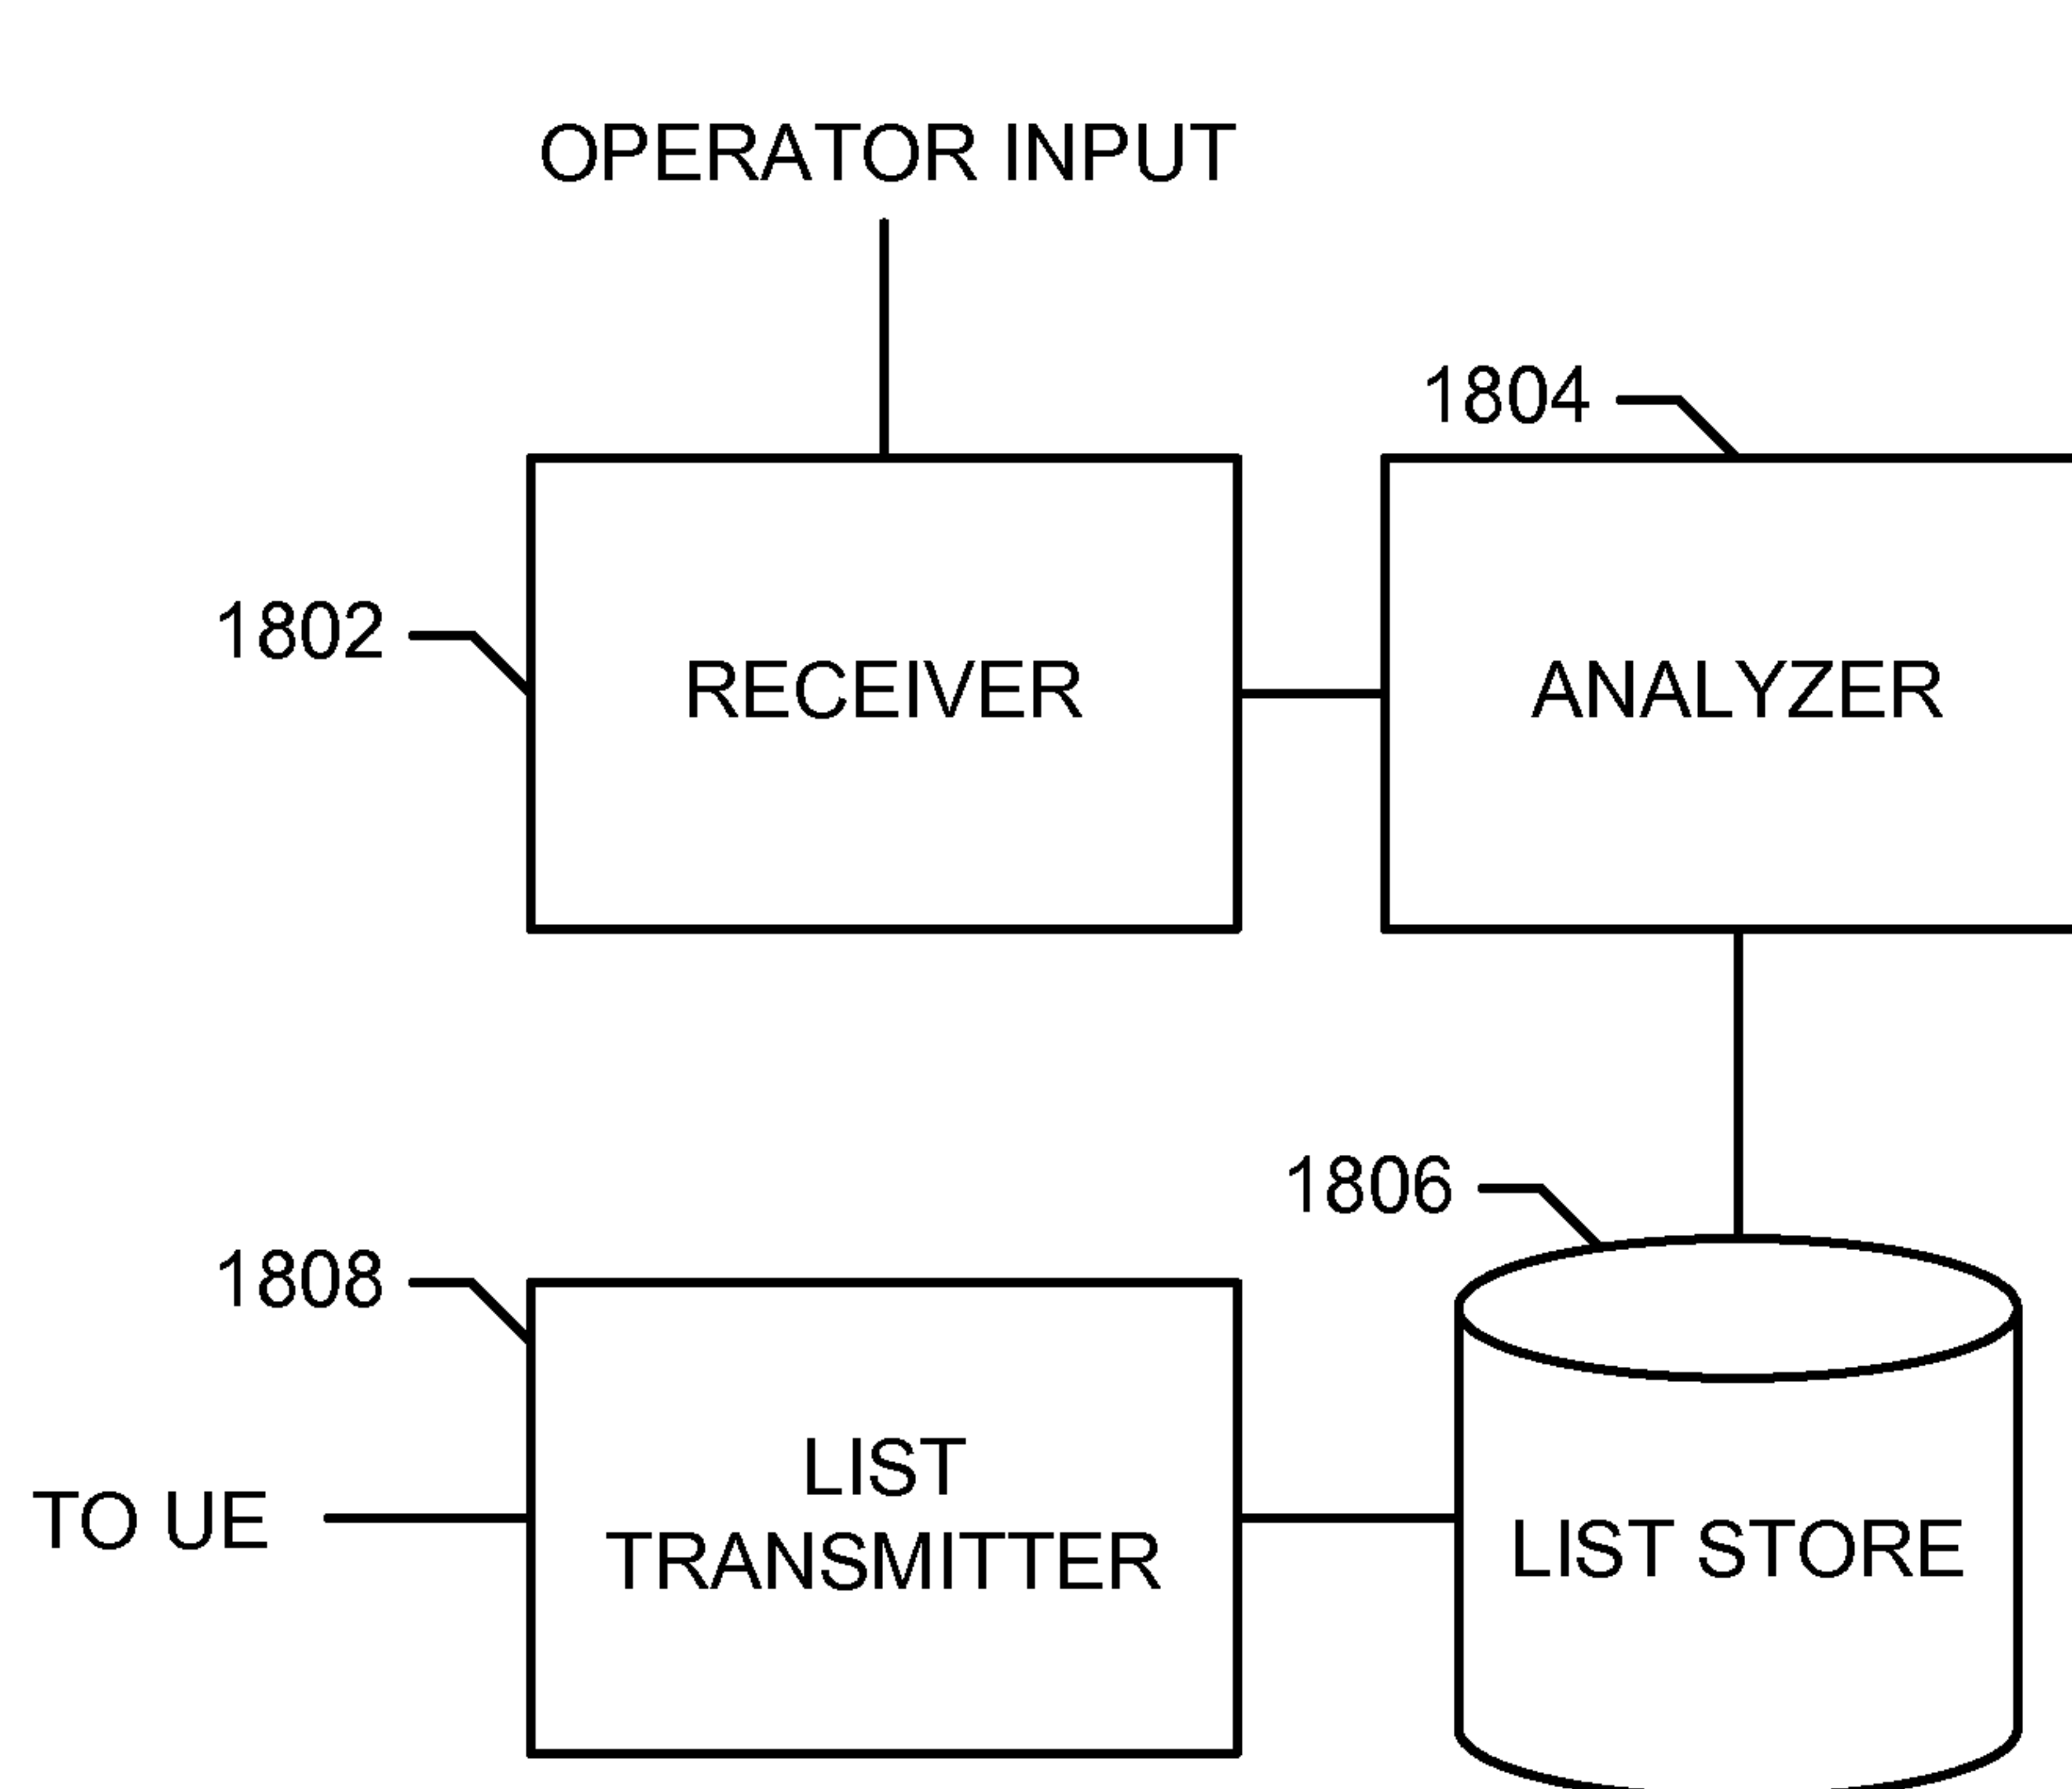 OPERATOR INPUT
1804
1802
RECEIVER
ANALYZER
1806
1808
LIST
TRANSMITTER
TO UE
LIST STORE